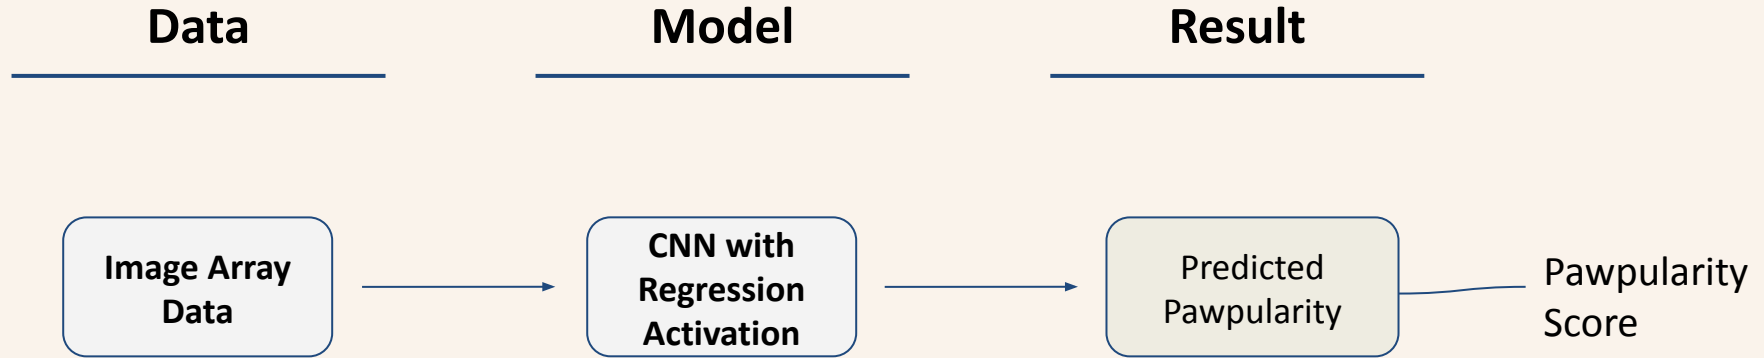 Data
Model
Result
Image Array
Data
CNN with
Regression
Activation
Predicted
Pawpularity
Pawpularity
Score